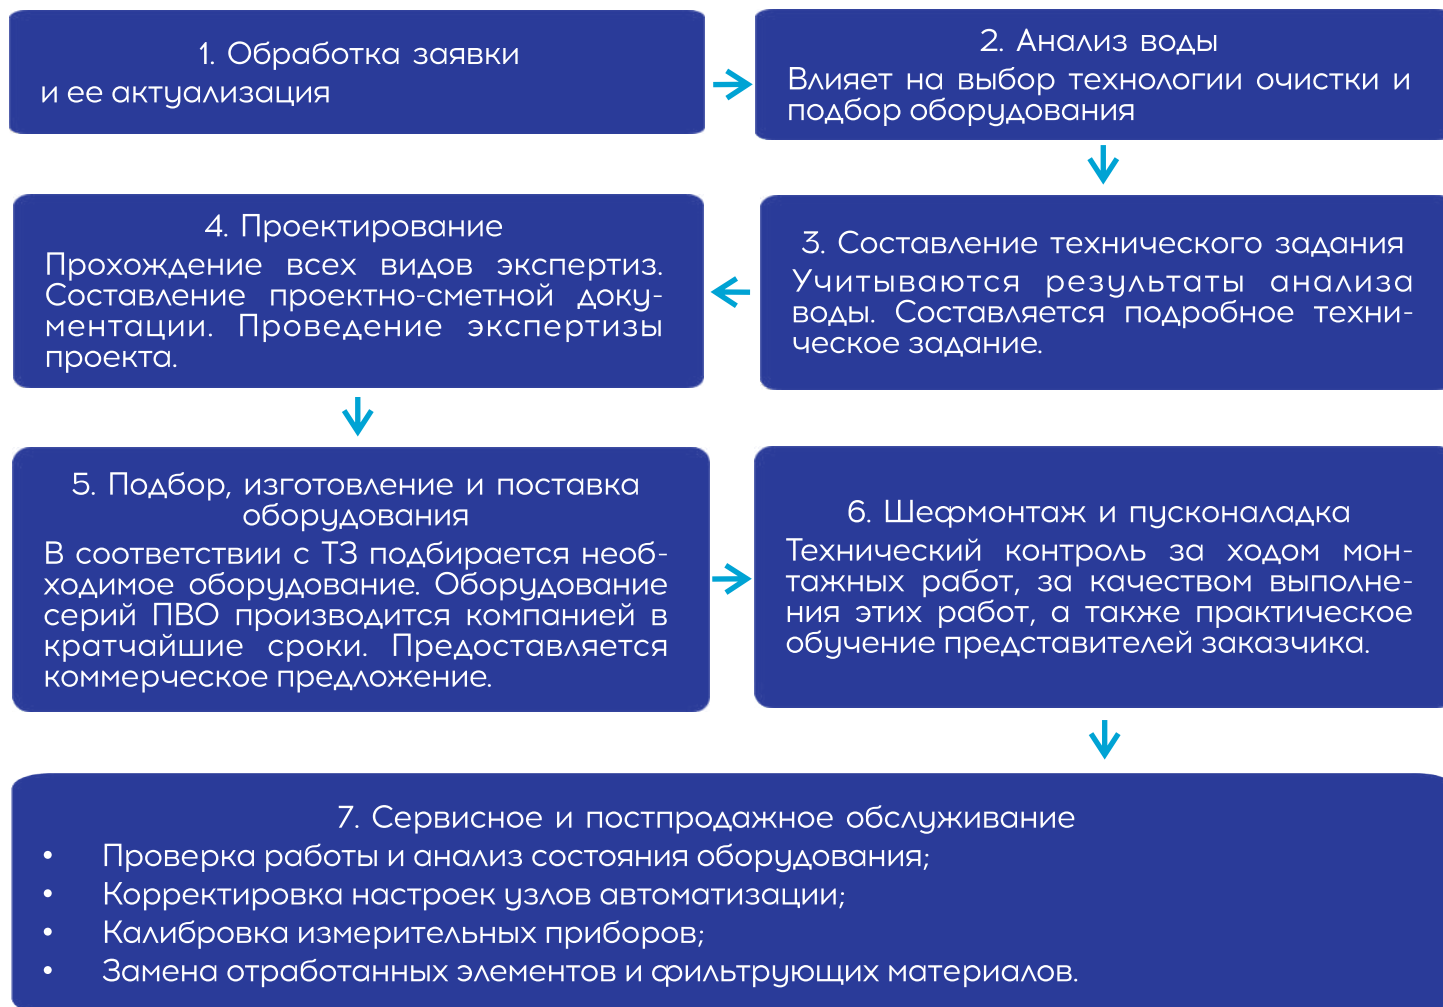 1. Обработка заявки
и ее актуализация
2. Анализ воды
Влияет на выбор технологии очистки и
подбор оборудования
3. Составление технического задания
Учитываются результаты анализа
воды. Составляется подробное техни-
ческое задание.
4. Проектирование
Прохождение всех видов экспертиз.
Составление проектно-сметной доку-
ментации. Проведение экспертизы
проекта.
5. Подбор, изготовление и поставка
оборудования
В соответствии с ТЗ подбирается необ-
ходимое оборудование. Оборудование
серий ПВО производится компанией в
кратчайшие сроки. Предоставляется
коммерческое предложение.
6. Шефмонтаж и пусконаладка
Технический контроль за ходом мон-
тажных работ, за качеством выполне-
ния этих работ, а также практическое
обучение представителей заказчика.
7. Сервисное и постпродажное обслуживание
• Проверка работы и анализ состояния оборудования;
• Корректировка настроек узлов автоматизации;
• Калибровка измерительных приборов;
• Замена отработанных элементов и фильтрующих материалов.